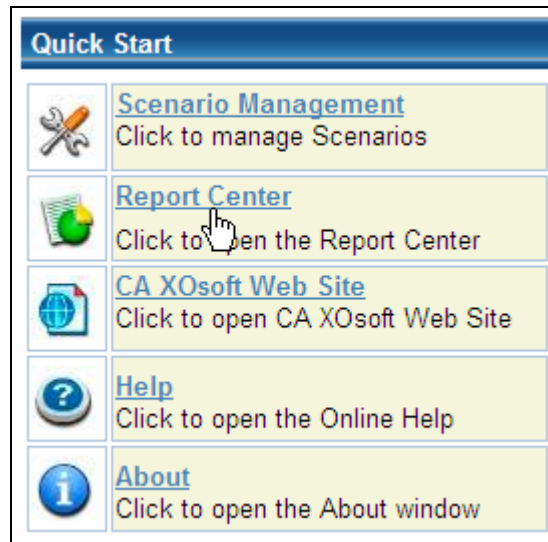 Quick Start
Scenario Management
Click to manage Scenarios
Report Center
Click to open the Report Center
CA XOsoft Web Site
Click to open CA XOsoft Web Site
Help
Click to open the Online Help
About
Click to open the About window